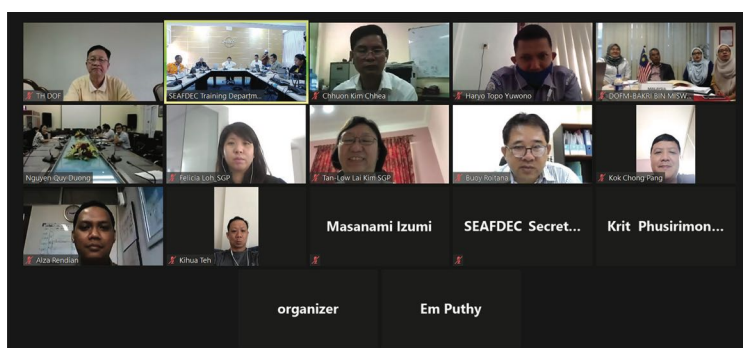 TH DOF
SEAFDEC Training Departm...
Chhuon Kim Chhea
Haryo Topo Yuwono
DOFM-BAKRI BIN MISW...
Nguyen Quy-Duong
Felicia Loh_SGP
Tan-Low Lai Kim SGP
Buoy Roitana
Kok Chong Pang
Alza Rendian
Kihua Teh
Masanami Izumi
SEAFDEC Secret...
Krit Phusirimon...
organizer
Em Puthy